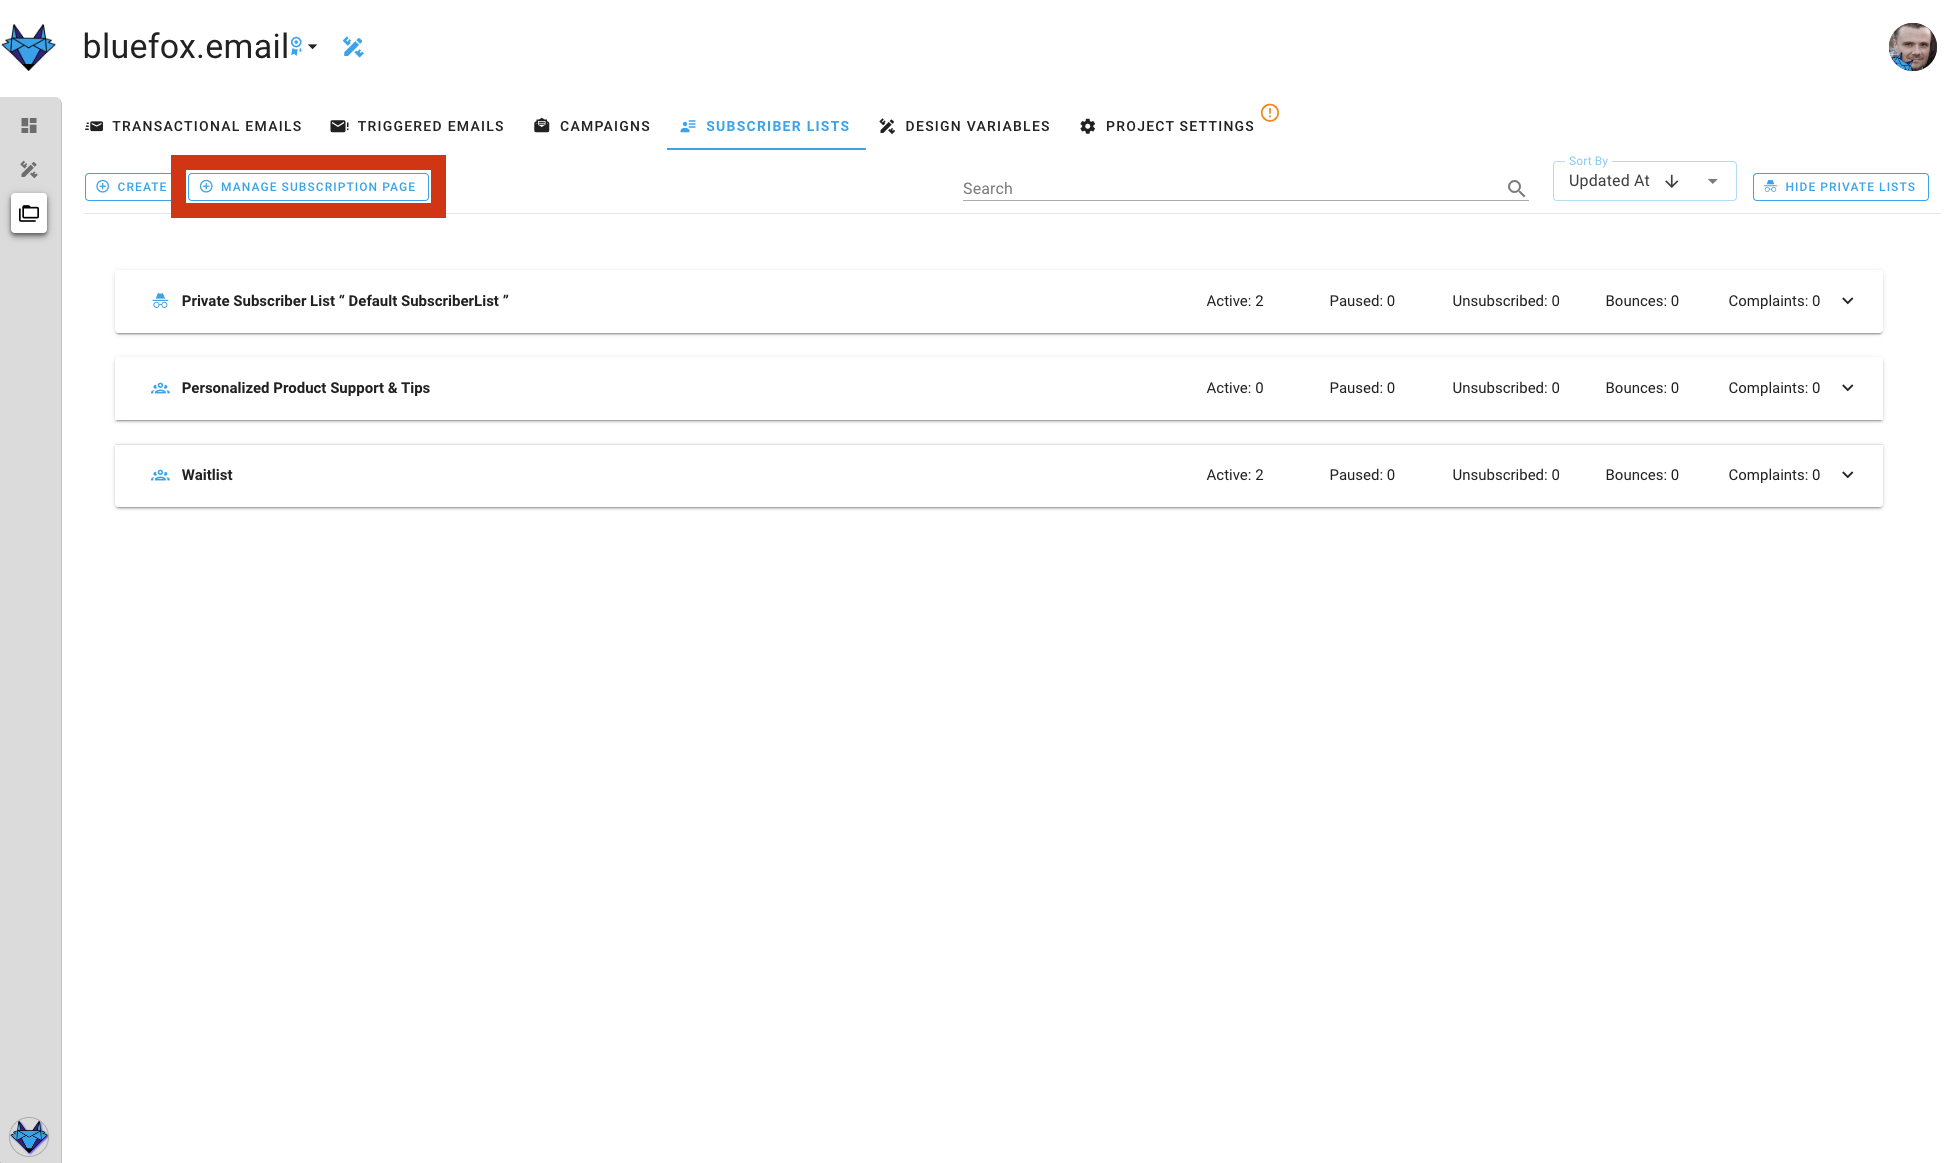 bluefox.email
TRANSACTIONAL EMAILS TRIGGERED EMAILS CAMPAIGNS SUBSCRIBER LISTS DESIGN VARIABLES PROJECT SETTINGS
CREATE MANAGE SUBSCRIPTION PAGE Search Sort By Updated At HIDE PRIVATE LISTS
Private Subscriber List “ Default SubscriberList ” Active: 2 Paused: 0 Unsubscribed: 0 Bounces: 0 Complaints: 0
Personalized Product Support & Tips Active: 0 Paused: 0 Unsubscribed: 0 Bounces: 0 Complaints: 0
Waitlist Active: 2 Paused: 0 Unsubscribed: 0 Bounces: 0 Complaints: 0